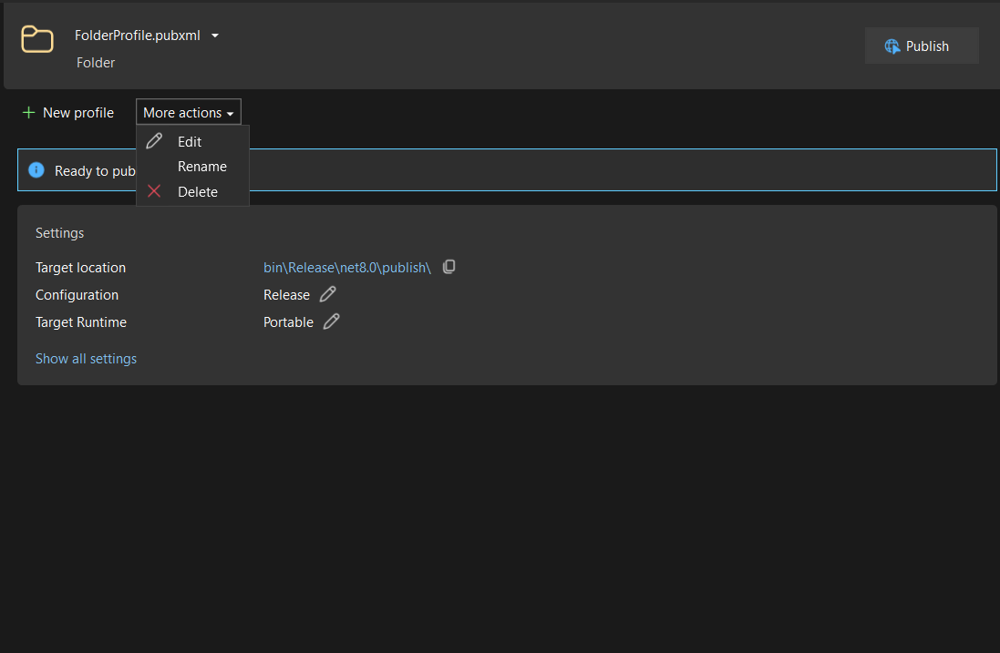 FolderProfile.pubxml
Folder
Publish
New profile
More actions
Edit
Rename
Delete
Ready to pub
Settings
Target location bin\Release\net8.0\publish\
Configuration Release
Target Runtime Portable
Show all settings